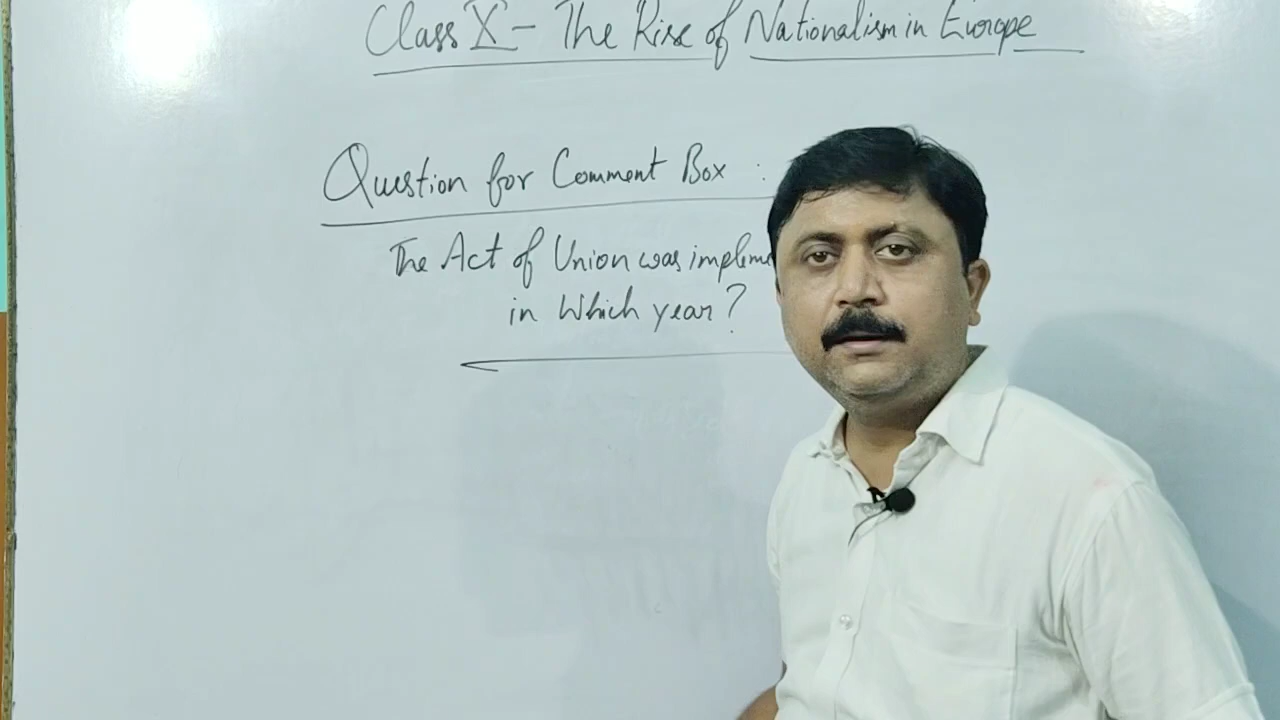 Class X - The Rise of Nationalism in Europe
Question for Comment Box :
The Act of Union was impleme
in Which year?